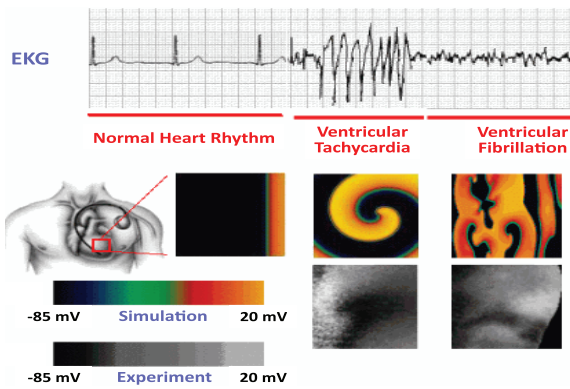 EKG
Normal Heart Rhythm
Ventricular
Tachycardia
Ventricular
Fibrillation
-85 mV Simulation 20 mV
-85 mV Experiment 20 mV